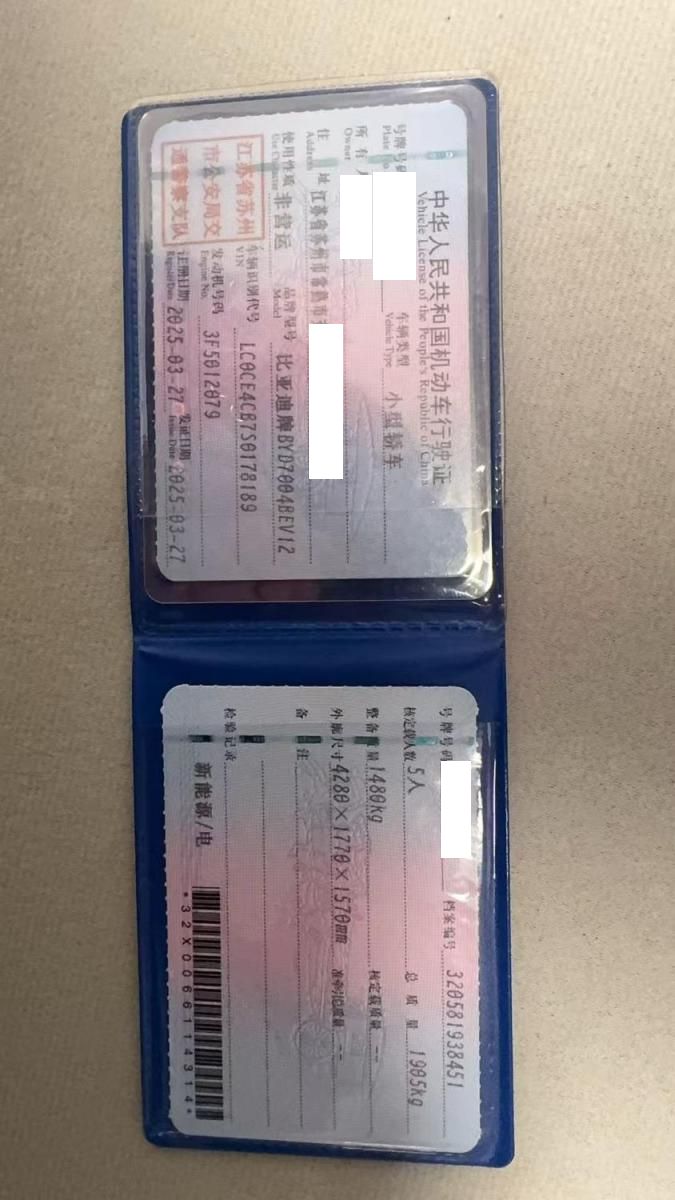 中华人民共和国机动车行驶证
Vehicle License of the People's Republic of China
号牌号码 车辆类型 小型轿车
Plate No. Vehicle Type
所有人
Owner
住址 江苏省苏州市常熟市
Address
使用性质 非营运 品牌型号 比亚迪牌BYD7004BEV12
Use Character Model
江苏省苏州
市公安局交
通警察支队
车辆识别代号 LC0CE4CB7S0178189
VIN
发动机号码 3F5012079
Engine No.
注册日期 2025-03-27 发证日期 2025-03-27
Register Date Issue Date
号牌号码 档案编号 320581938451
核定载人数 5人 总质量 1905kg
整备质量 1480kg 核定载质量 --
外廓尺寸 4280×1770×1570mm 准牵引总质量 --
备注
检验记录
新能源/电
*32X0066114314*